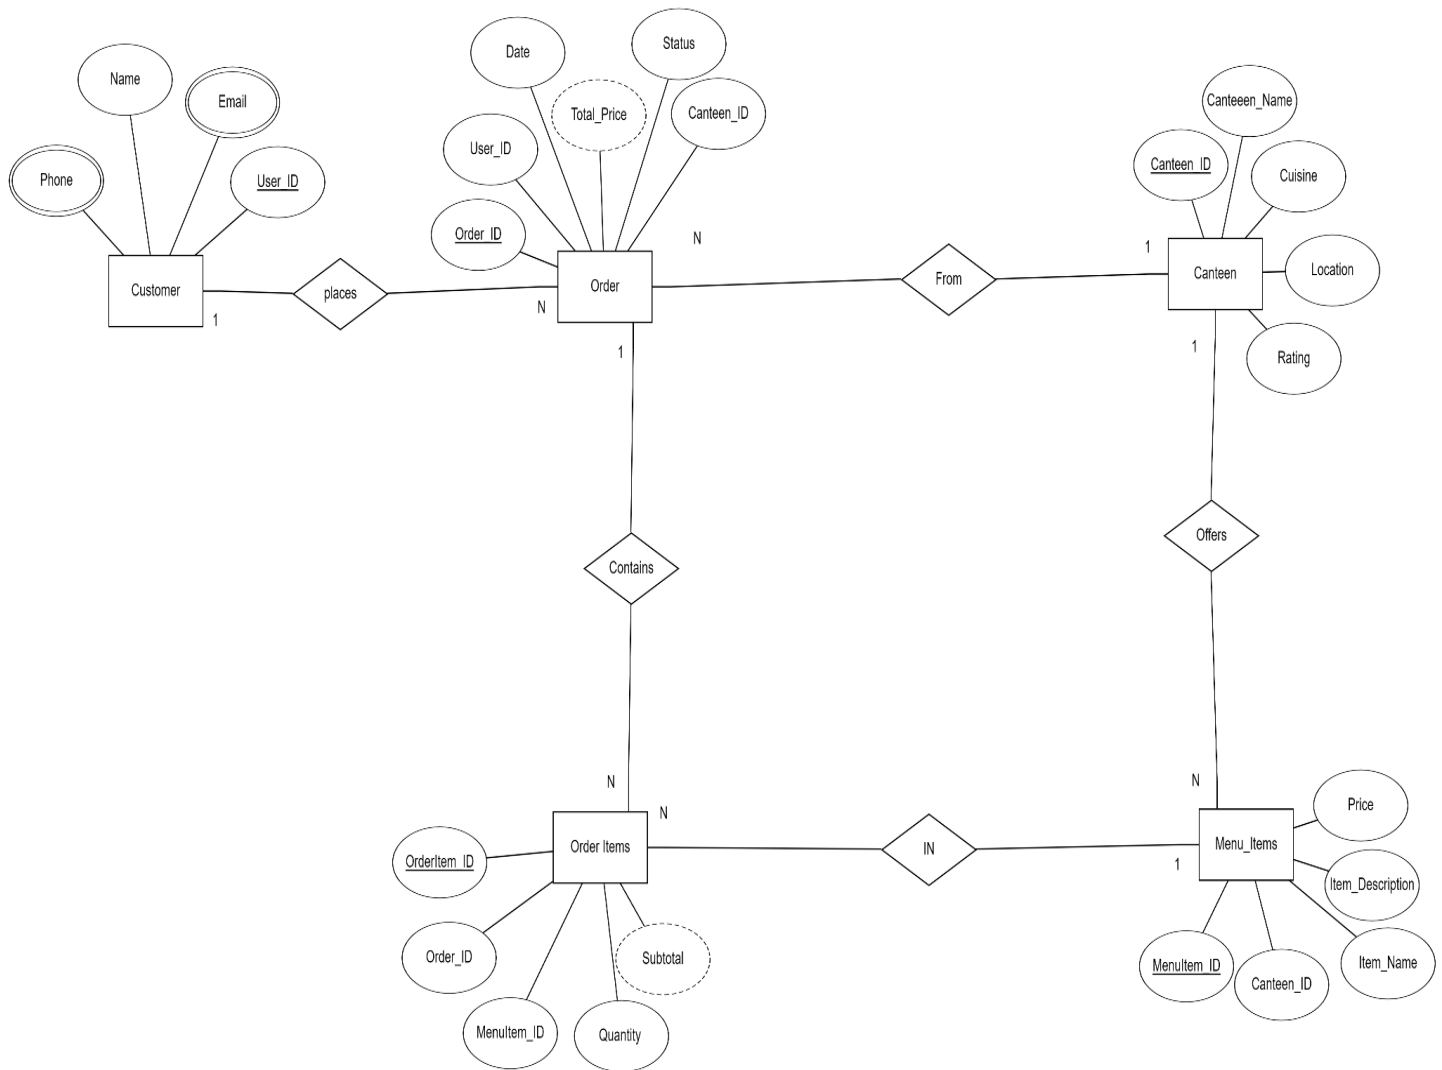 Date
Status
Name
Email
Total_Price
Canteen_ID
Canteeen_Name
User_ID
Canteen_ID
Cuisine
Phone
User_ID
Order_ID
N
1
Location
Customer
places
Order
From
Canteen
1
N
1
1
Rating
Offers
Contains
N
N
Price
N
Order Items
IN
Menu_Items
OrderItem_ID
1
Item_Description
Order_ID
Subtotal
MenuItem_ID
Canteen_ID
Item_Name
MenuItem_ID
Quantity